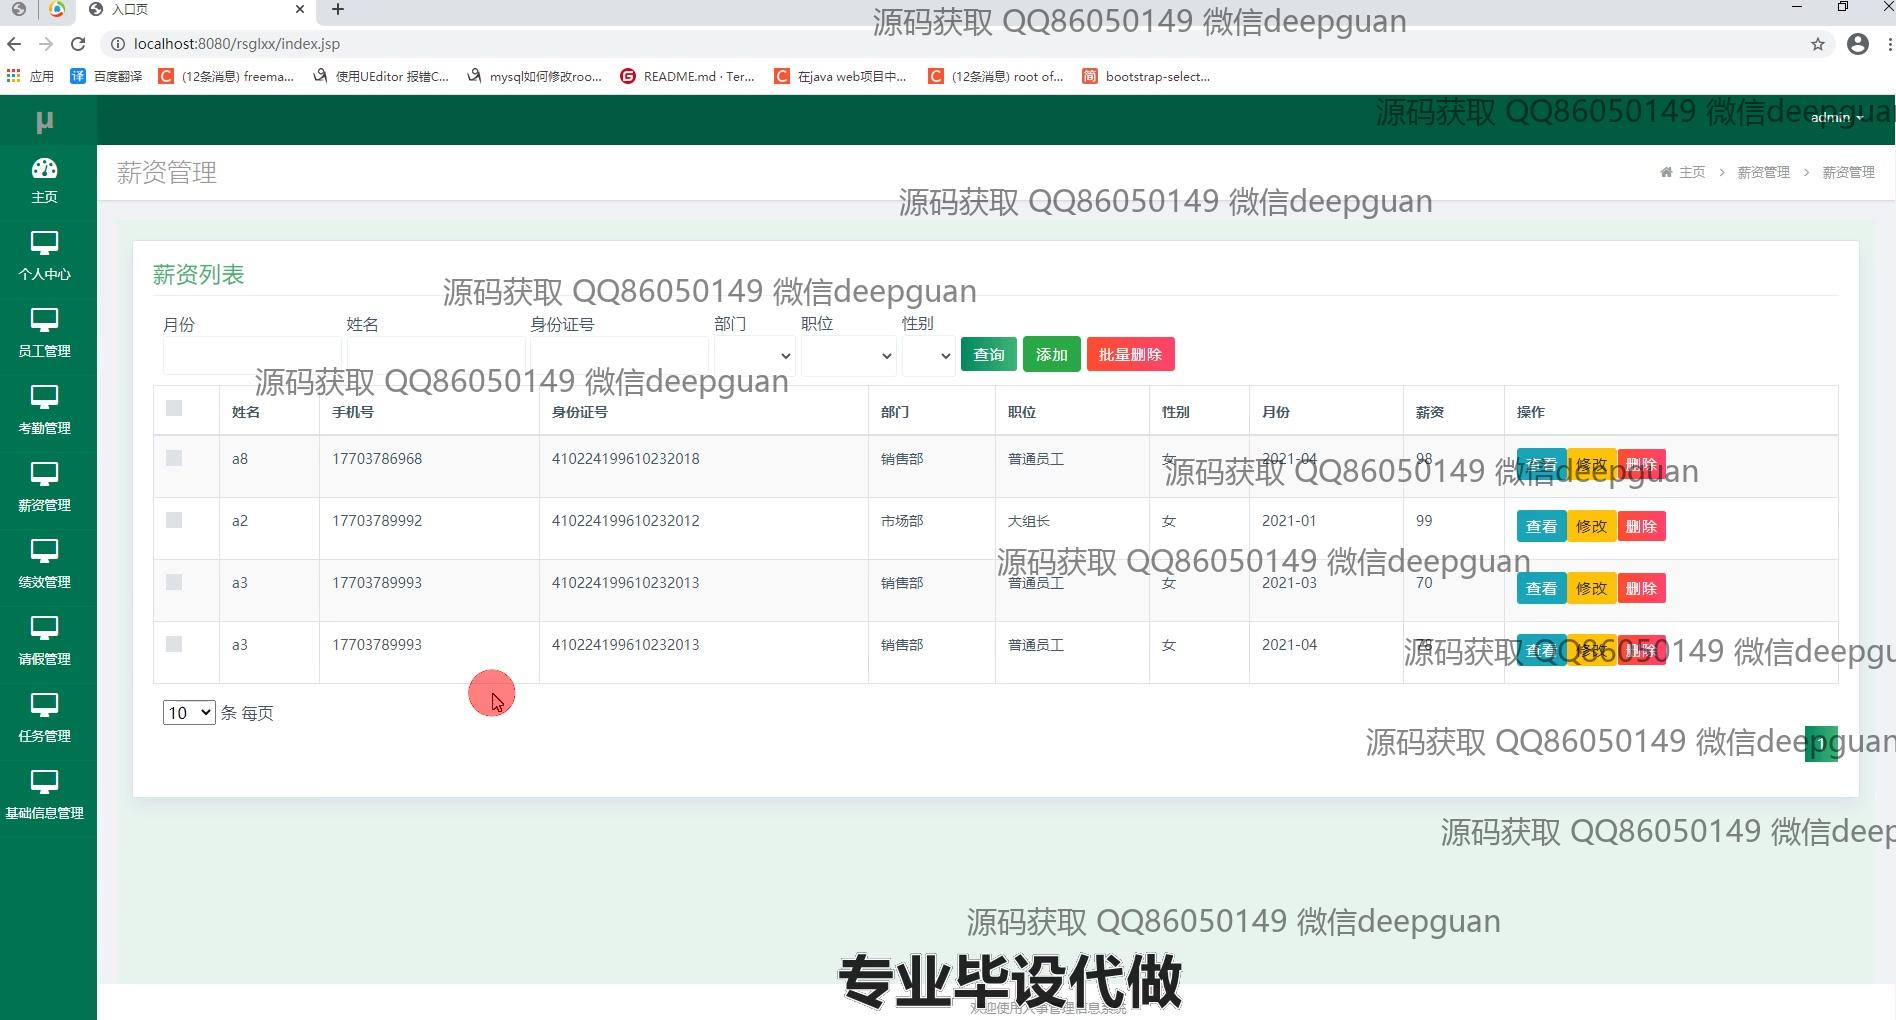 入口页
源码获取 QQ86050149 微信deepguan
localhost:8080/rsglxx/index.jsp
应用 百度翻译 (12条消息) freema... 使用UEditor 报错C... mysql如何修改roo... README.md · Ter... 在java web项目中... (12条消息) root of... bootstrap-select...
μ
源码获取 QQ86050149 微信deepguan
admin
主页
个人中心
员工管理
考勤管理
薪资管理
绩效管理
请假管理
任务管理
基础信息管理
薪资管理
主页 > 薪资管理 > 薪资管理
源码获取 QQ86050149 微信deepguan
薪资列表
源码获取 QQ86050149 微信deepguan
月份 姓名 身份证号 部门 职位 性别
查询 添加 批量删除
源码获取 QQ86050149 微信deepguan
姓名 手机号 身份证号 部门 职位 性别 月份 薪资 操作
a8 17703786968 410224199610232018 销售部 普通员工 女 2021-04 98 查看 修改 删除
源码获取 QQ86050149 微信deepguan
a2 17703789992 410224199610232012 市场部 大组长 女 2021-01 99 查看 修改 删除
源码获取 QQ86050149 微信deepguan
a3 17703789993 410224199610232013 销售部 普通员工 女 2021-03 70 查看 修改 删除
a3 17703789993 410224199610232013 销售部 普通员工 女 2021-04 查看 修改 删除
源码获取 QQ86050149 微信deepgu
10 条 每页
源码获取 QQ86050149 微信deepguan
1
源码获取 QQ86050149 微信deep
源码获取 QQ86050149 微信deepguan
专业毕设代做
欢迎使用人事管理信息系统